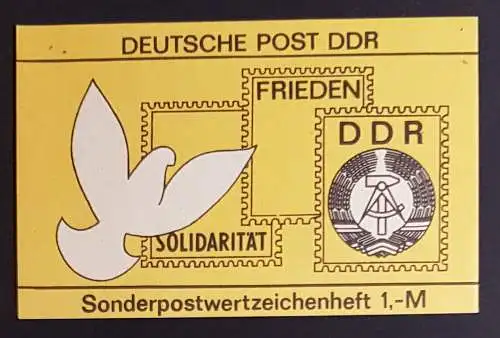 DEUTSCHE POST DDR
FRIEDEN
DDR
SOLIDARITÄT
Sonderpostwertzeichenheft 1,-M